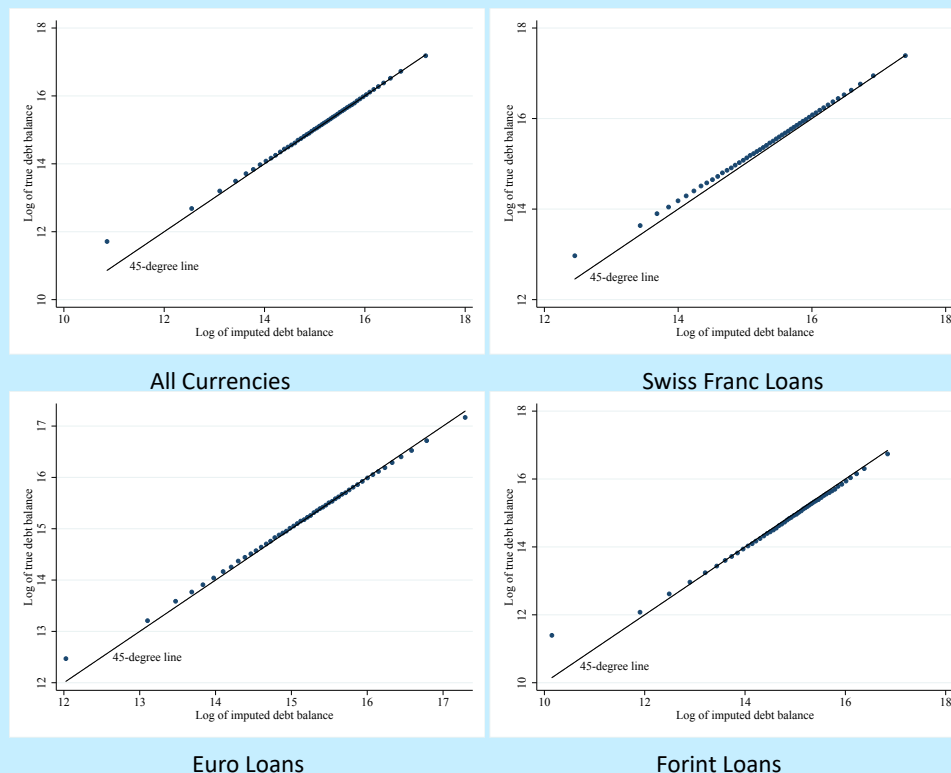 Log of true debt balance
18
16
14
12
10
45-degree line
10 12 14 16 18
Log of imputed debt balance
All Currencies
Log of true debt balance
18
16
14
12
45-degree line
12 14 16 18
Log of imputed debt balance
Swiss Franc Loans
Log of true debt balance
17
16
15
14
13
12
45-degree line
12 13 14 15 16 17
Log of imputed debt balance
Euro Loans
Log of true debt balance
18
16
14
12
10
45-degree line
10 12 14 16 18
Log of imputed debt balance
Forint Loans